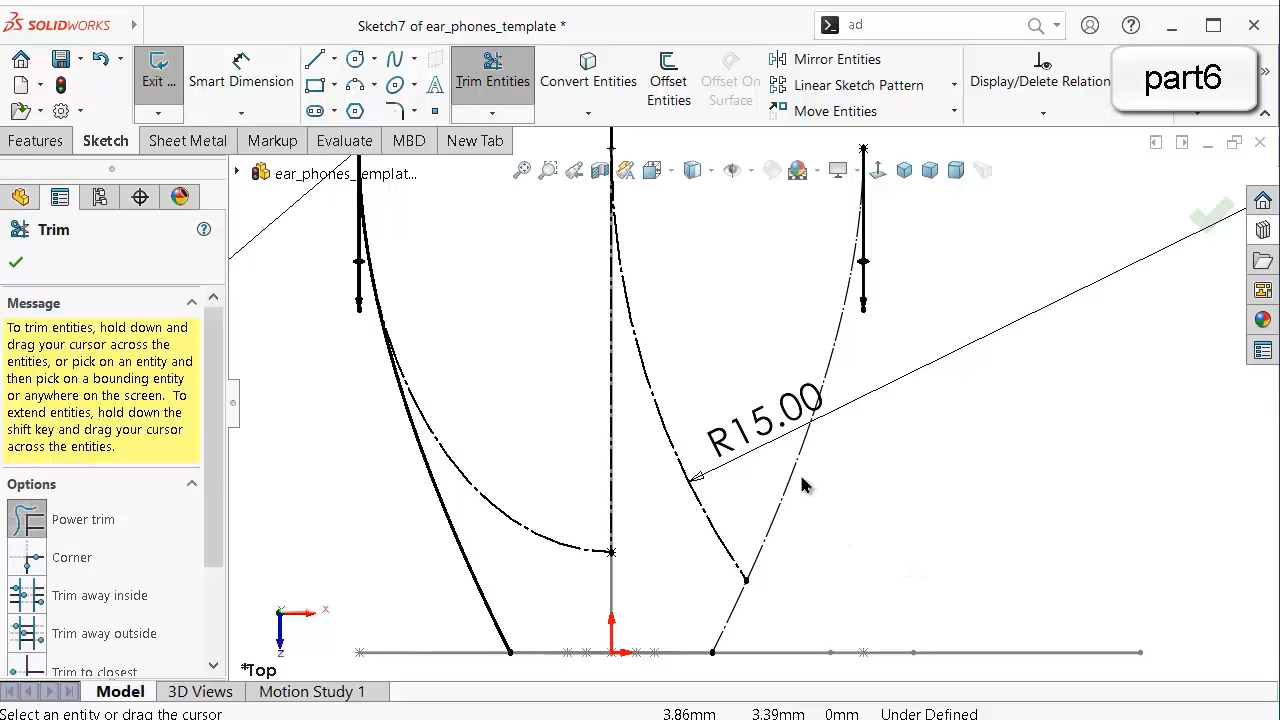 SOLIDWORKS
Sketch7 of ear_phones_template *
ad
Exit ...
Smart Dimension
Trim Entities
Convert Entities
Offset Entities
Offset On Surface
Mirror Entities
Linear Sketch Pattern
Move Entities
Display/Delete Relation
part6
Features
Sketch
Sheet Metal
Markup
Evaluate
MBD
New Tab
ear_phones_templat...
Trim
Message
To trim entities, hold down and
drag your cursor across the
entities, or pick on an entity and
then pick on a bounding entity
or anywhere on the screen. To
extend entities, hold down the
shift key and drag your cursor
across the entities.
Options
Power trim
Corner
Trim away inside
Trim away outside
Trim to closest
R15.00
X
Z
*Top
Model
3D Views
Motion Study 1
Select an entity or drag the cursor
3.86mm
3.39mm
0mm
Under Defined